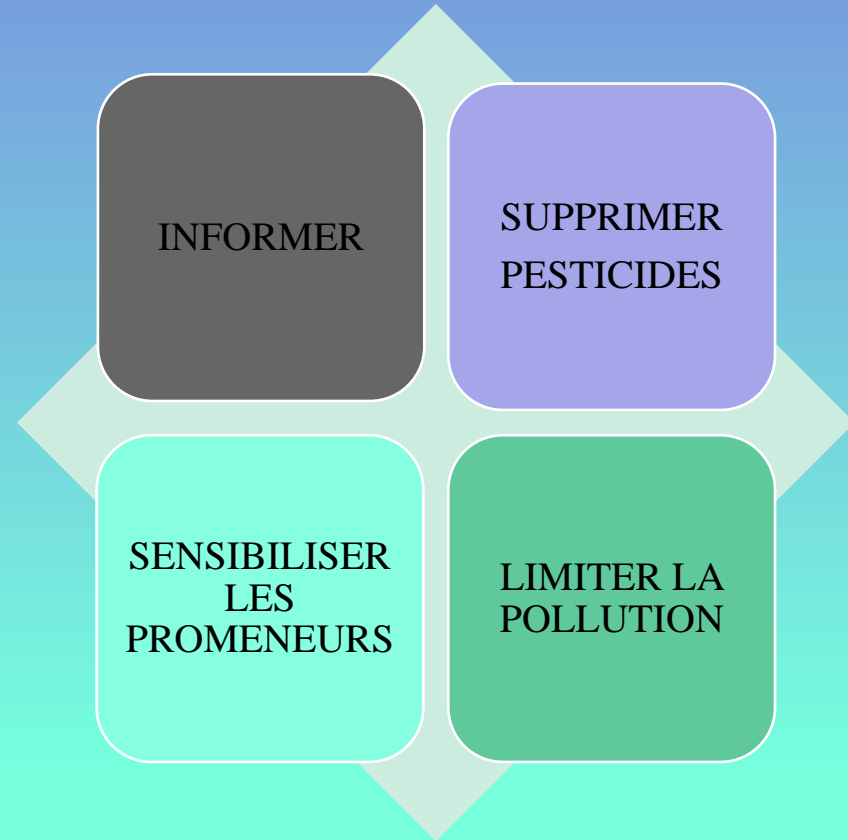 INFORMER
SUPPRIMER
PESTICIDES
SENSIBILISER
LES
PROMENEURS
LIMITER LA
POLLUTION